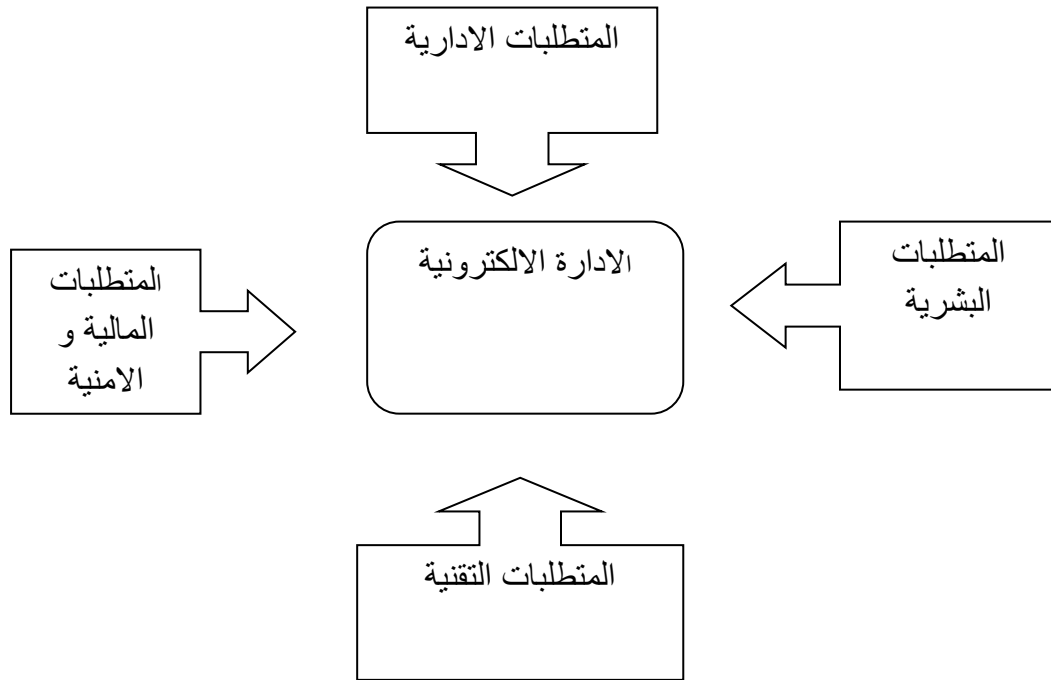 المتطلبات الادارية
الادارة الالكترونية
المتطلبات
البشرية
المتطلبات
المالية و
الامنية
المتطلبات التقنية